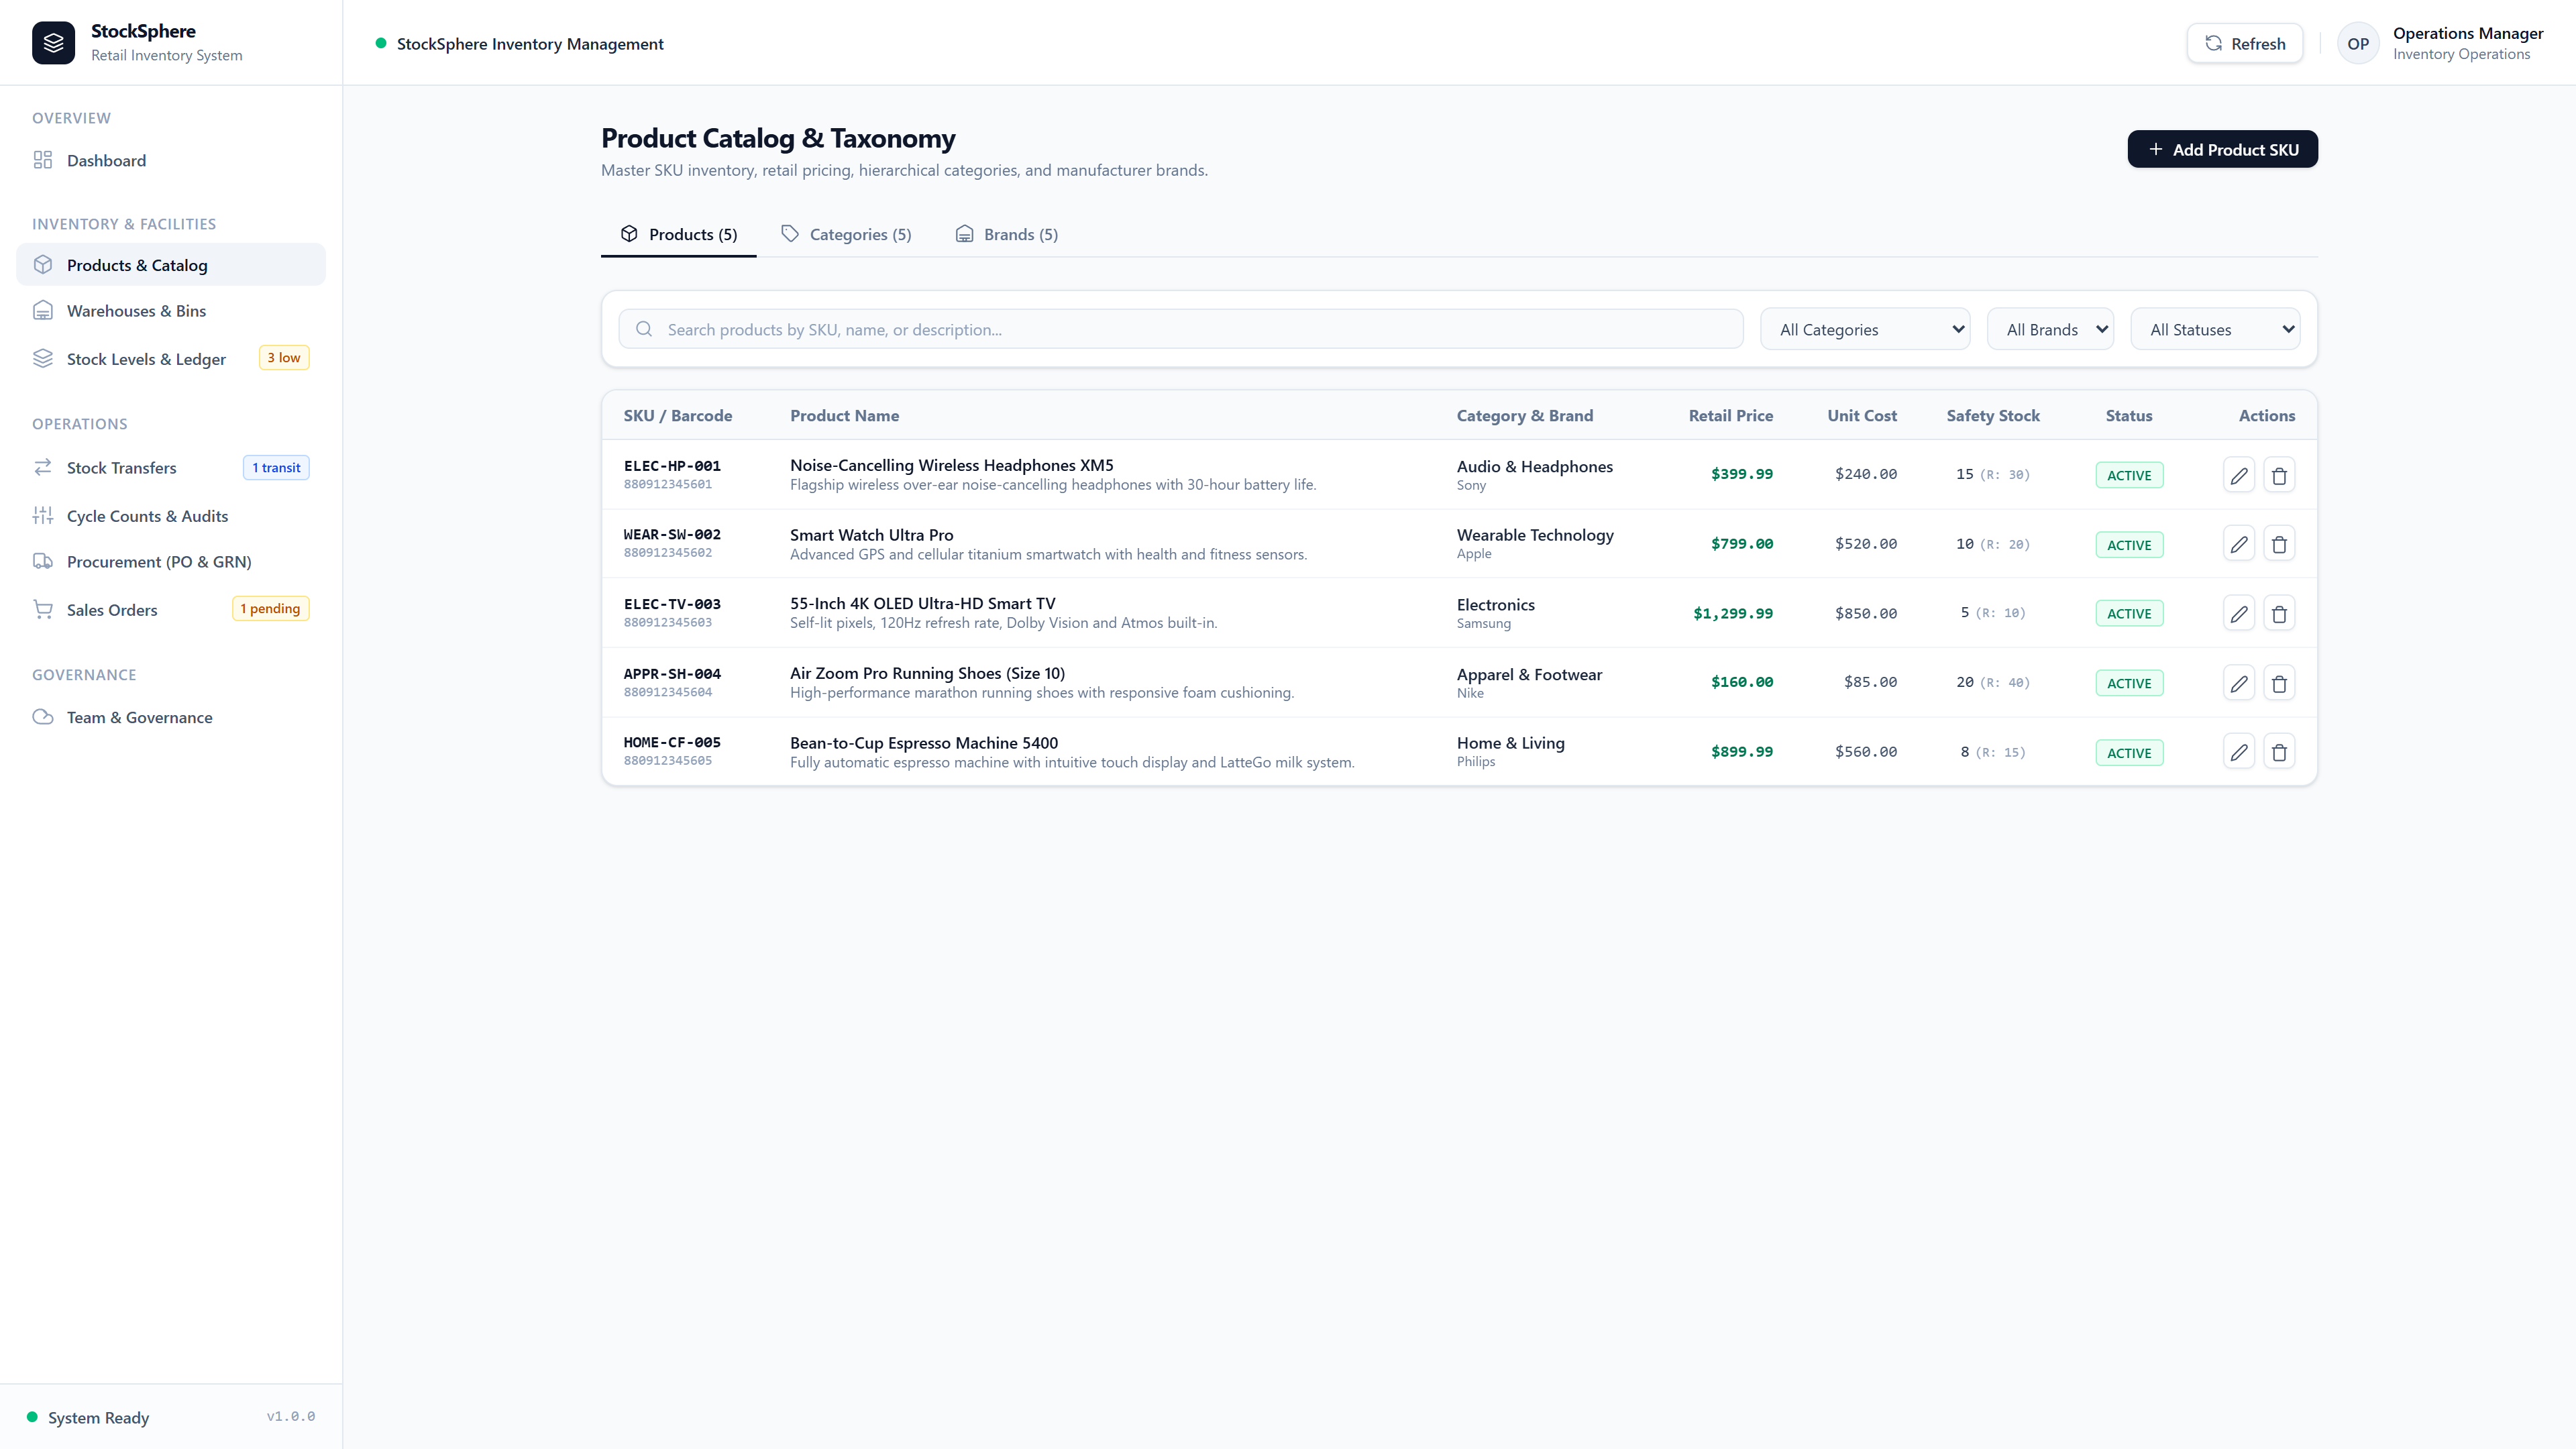 StockSphere
Retail Inventory System
StockSphere Inventory Management
Refresh
OP
Operations Manager
Inventory Operations
OVERVIEW
Dashboard
INVENTORY & FACILITIES
Products & Catalog
Warehouses & Bins
Stock Levels & Ledger 3 low
OPERATIONS
Stock Transfers 1 transit
Cycle Counts & Audits
Procurement (PO & GRN)
Sales Orders 1 pending
GOVERNANCE
Team & Governance
System Ready v1.0.0
Product Catalog & Taxonomy
Master SKU inventory, retail pricing, hierarchical categories, and manufacturer brands.
Add Product SKU
Products (5) Categories (5) Brands (5)
Search products by SKU, name, or description... All Categories All Brands All Statuses
SKU / Barcode Product Name Category & Brand Retail Price Unit Cost Safety Stock Status Actions
ELEC-HP-001 Noise-Cancelling Wireless Headphones XM5 Audio & Headphones $399.99 $240.00 15 (R: 30) ACTIVE
880912345601 Flagship wireless over-ear noise-cancelling headphones with 30-hour battery life. Sony
WEAR-SW-002 Smart Watch Ultra Pro Wearable Technology $799.00 $520.00 10 (R: 20) ACTIVE
880912345602 Advanced GPS and cellular titanium smartwatch with health and fitness sensors. Apple
ELEC-TV-003 55-Inch 4K OLED Ultra-HD Smart TV Electronics $1,299.99 $850.00 5 (R: 10) ACTIVE
880912345603 Self-lit pixels, 120Hz refresh rate, Dolby Vision and Atmos built-in. Samsung
APPR-SH-004 Air Zoom Pro Running Shoes (Size 10) Apparel & Footwear $160.00 $85.00 20 (R: 40) ACTIVE
880912345604 High-performance marathon running shoes with responsive foam cushioning. Nike
HOME-CF-005 Bean-to-Cup Espresso Machine 5400 Home & Living $899.99 $560.00 8 (R: 15) ACTIVE
880912345605 Fully automatic espresso machine with intuitive touch display and LatteGo milk system. Philips